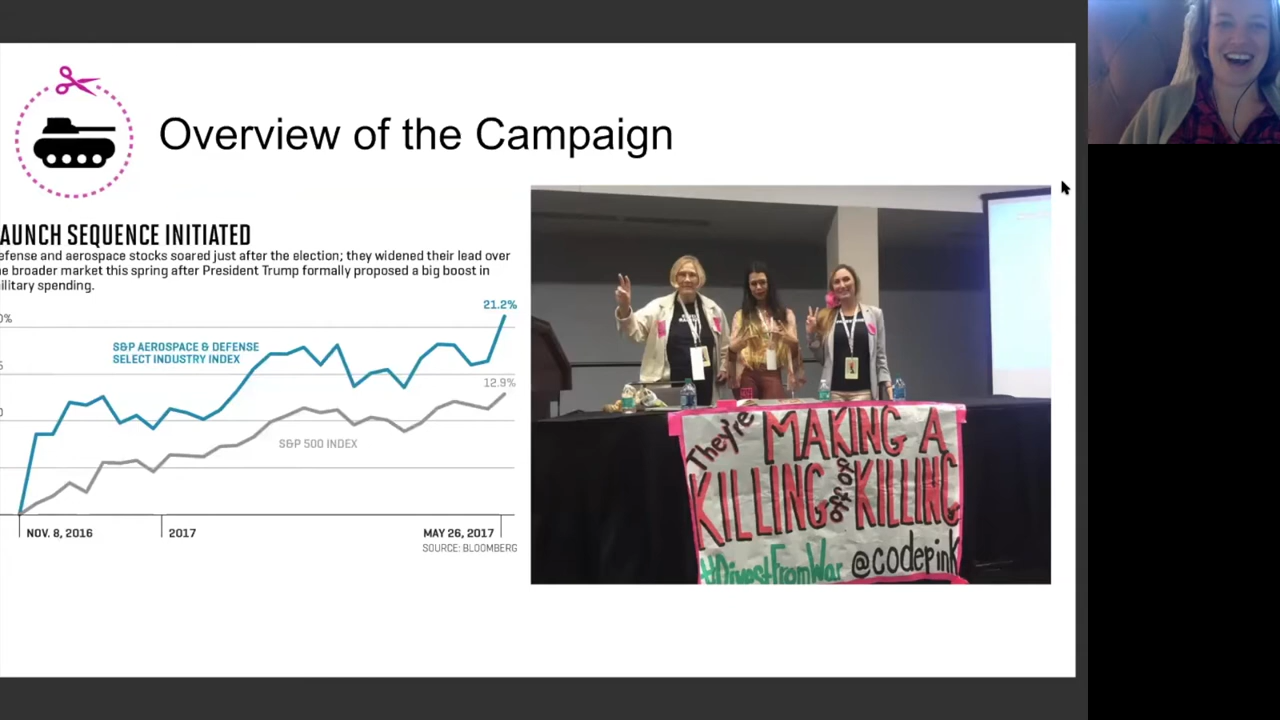 Overview of the Campaign
AUNCH SEQUENCE INITIATED
efense and aerospace stocks soared just after the election; they widened their lead over
e broader market this spring after President Trump formally proposed a big boost in
ilitary spending.
21.2%
0%
S&P AEROSPACE & DEFENSE
SELECT INDUSTRY INDEX
5
12.9%
0
S&P 500 INDEX
NOV. 8, 2016
2017
MAY 26, 2017
SOURCE: BLOOMBERG
They're MAKING A
KILLING off of KILLING
#DivestFromWar @codepink